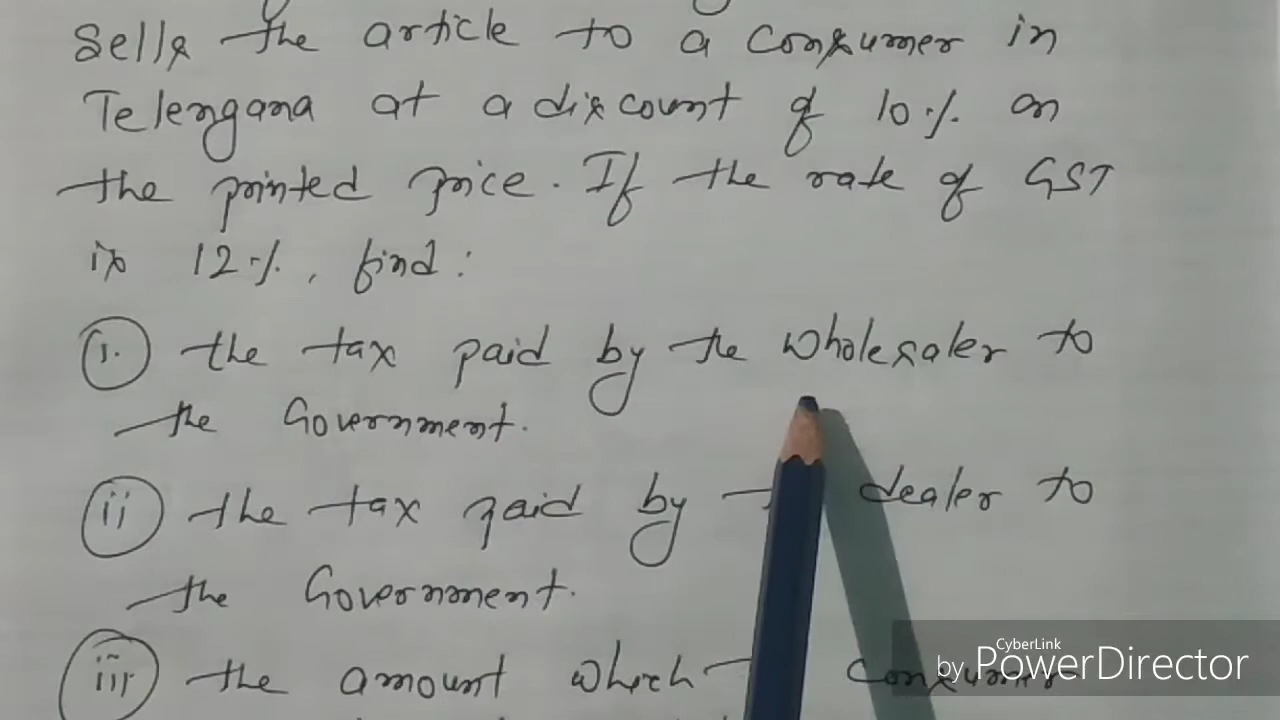 Sells the article to a consumer in
Telengana at a discount of 10% on
the printed price. If the rate of GST
is 12%, find:
i. the tax paid by the wholesaler to
the Government.
ii the tax paid by dealer to
the Government.
iii the amount which consumer
CyberLink
by PowerDirector